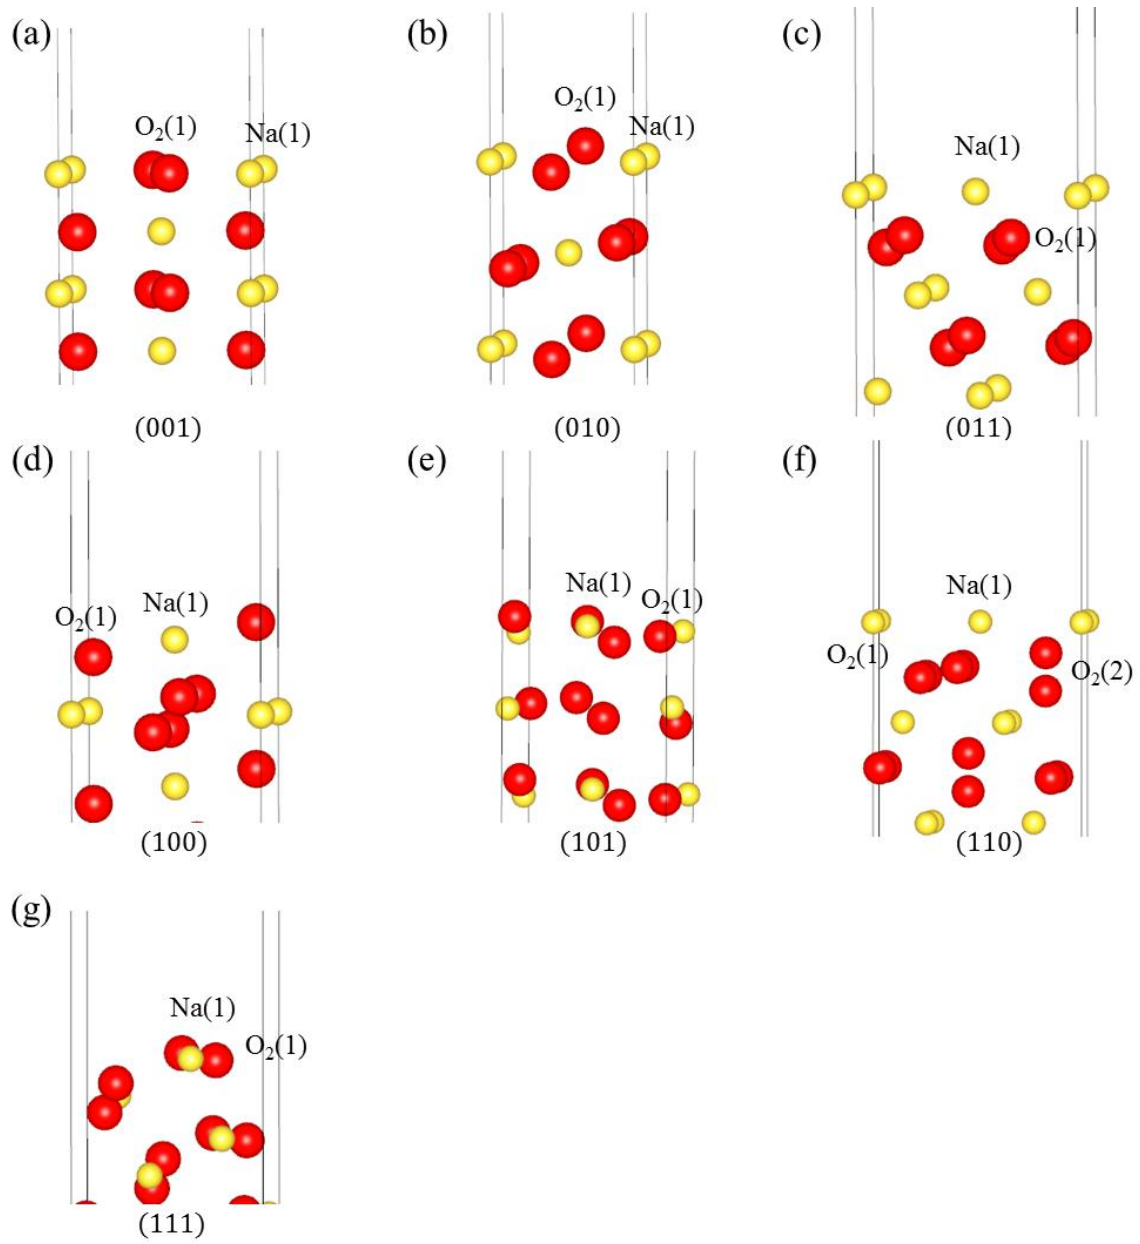 (a)
O₂(1)
Na(1)
(001)
(b)
O₂(1)
Na(1)
(010)
(c)
Na(1)
O₂(1)
(011)
(d)
O₂(1)
Na(1)
(100)
(e)
Na(1)
O₂(1)
(101)
(f)
Na(1)
O₂(1)
O₂(2)
(110)
(g)
Na(1)
O₂(1)
(111)